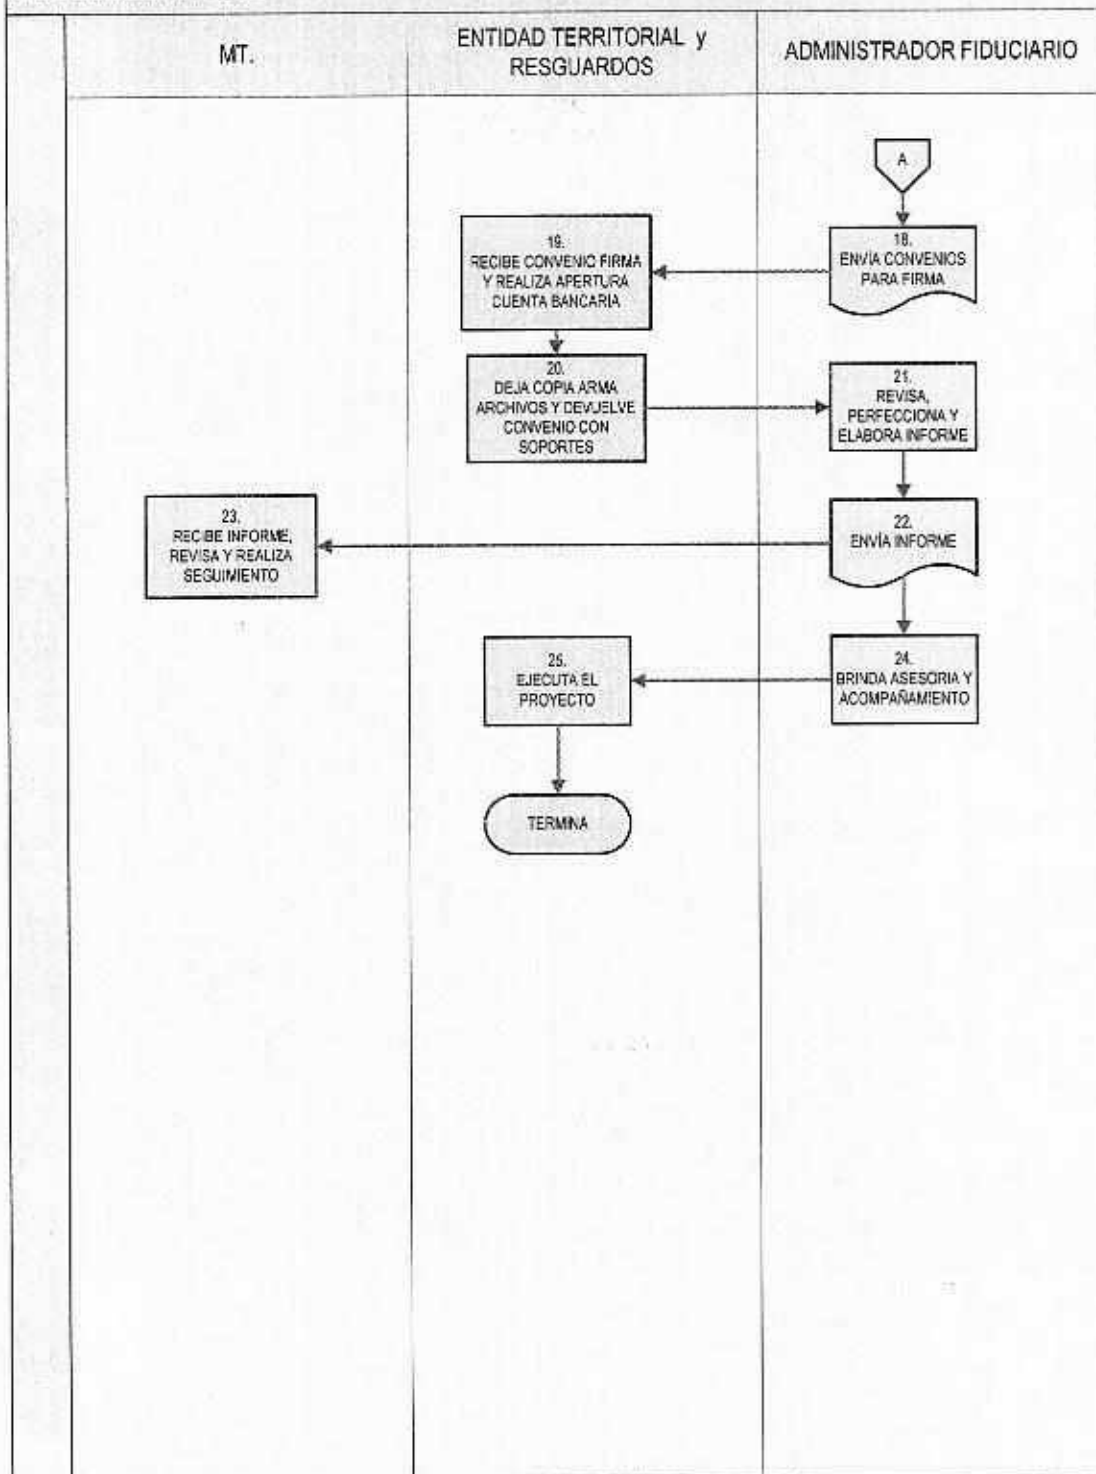 MT.
ENTIDAD TERRITORIAL y
RESGUARDOS
ADMINISTRADOR FIDUCIARIO
A
18.
ENVÍA CONVENIOS
PARA FIRMA
19.
RECIBE CONVENIO FIRMA
Y REALIZA APERTURA
CUENTA BANCARIA
20.
DEJA COPIA ARMA
ARCHIVOS Y DEVUELVE
CONVENIO CON
SOPORTES
21.
REVISA,
PERFECCIONA Y
ELABORA INFORME
22.
ENVÍA INFORME
23.
RECIBE INFORME,
REVISA Y REALIZA
SEGUIMIENTO
24.
BRINDA ASESORIA Y
ACOMPAÑAMIENTO
25.
EJECUTA EL
PROYECTO
TERMINA